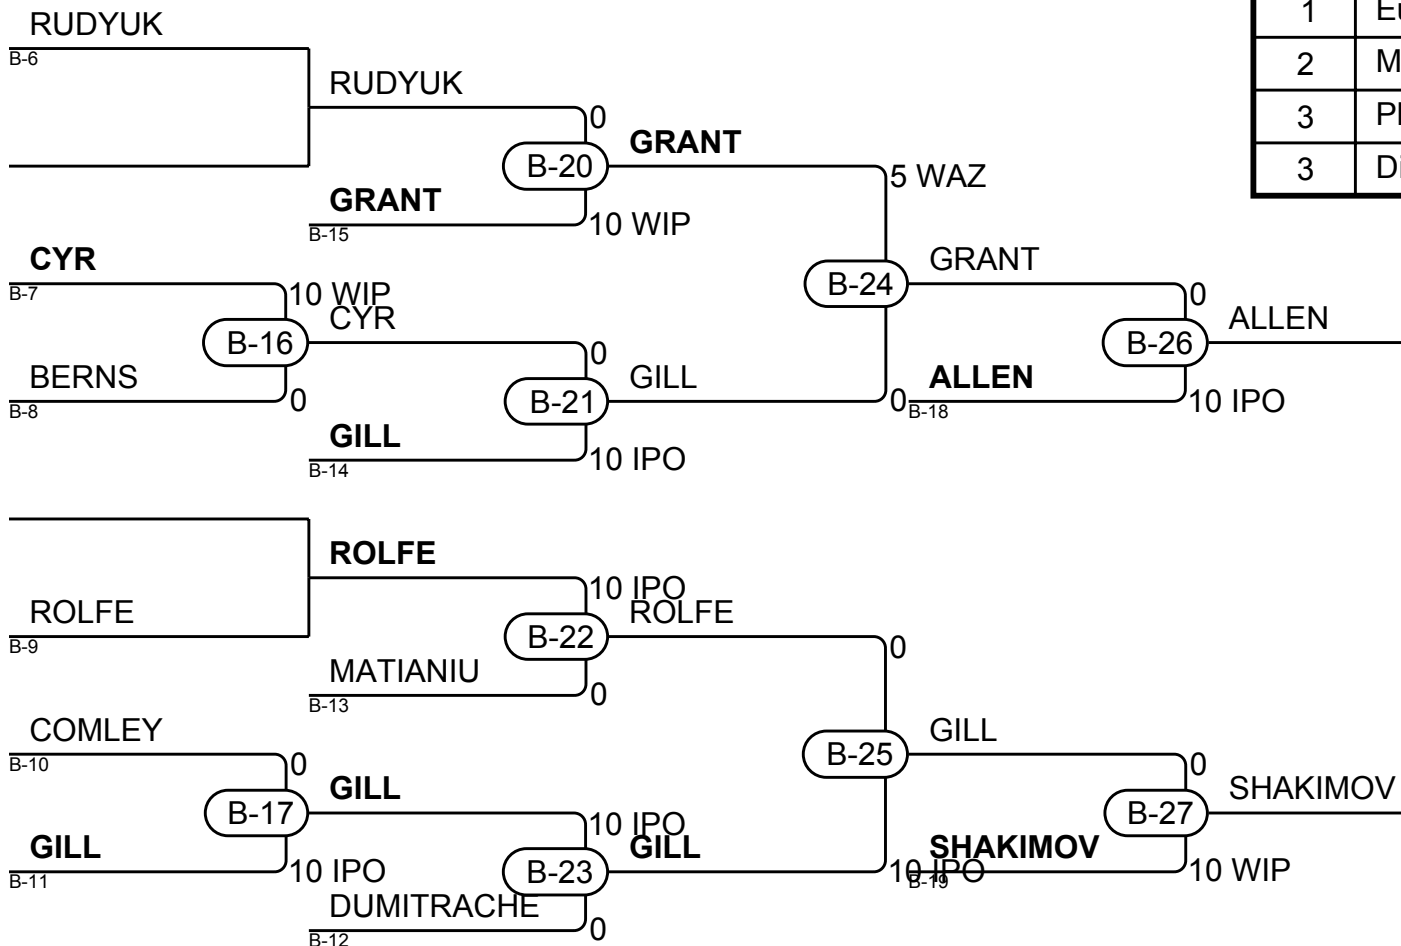 RUDYUK
B-6
RUDYUK
0
B-20
GRANT
GRANT
B-15
10 WIP
5 WAZ
CYR
B-7
10 WIP
B-16
CYR
BERNS
B-8
0
0
B-21
GILL
GILL
B-14
10 IPO
0
B-24
GRANT
0
B-26
ALLEN
ALLEN
B-18
10 IPO
ROLFE
10 IPO
ROLFE
B-9
B-22
ROLFE
MATIANIU
B-13
0
0
COMLEY
B-10
0
B-17
GILL
GILL
B-11
10 IPO
10 IPO
B-23
GILL
DUMITRACHE
B-12
0
10 IPO
B-25
GILL
0
B-27
SHAKIMOV
SHAKIMOV
B-19
10 WIP
1
2
3
3